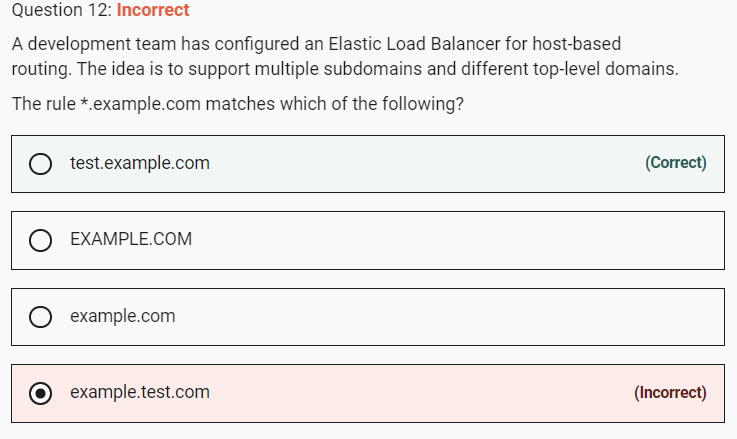 Question 12: Incorrect
A development team has configured an Elastic Load Balancer for host-based
routing. The idea is to support multiple subdomains and different top-level domains.
The rule *.example.com matches which of the following?
test.example.com (Correct)
EXAMPLE.COM
example.com
example.test.com (Incorrect)